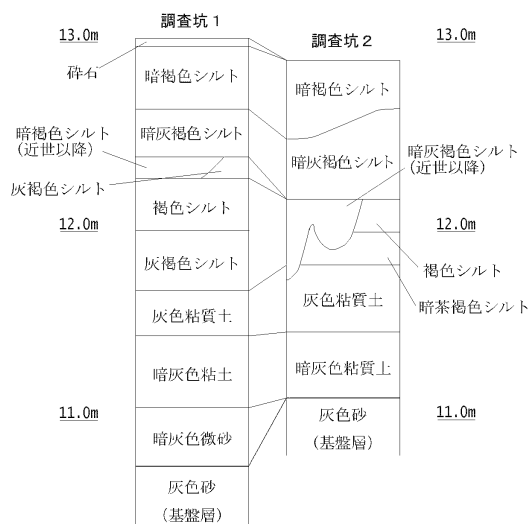 調査坑1
調査坑2
13.0m
13.0m
砕石
暗褐色シルト
暗褐色シルト
暗灰褐色シルト
暗褐色シルト
(近世以降)
暗灰褐色シルト
(近世以降)
暗灰褐色シルト
灰褐色シルト
褐色シルト
12.0m
12.0m
灰褐色シルト
褐色シルト
暗茶褐色シルト
灰色粘質土
灰色粘質土
暗灰色粘土
暗灰色粘質土
11.0m
11.0m
暗灰色微砂
灰色砂
(基盤層)
灰色砂
(基盤層)